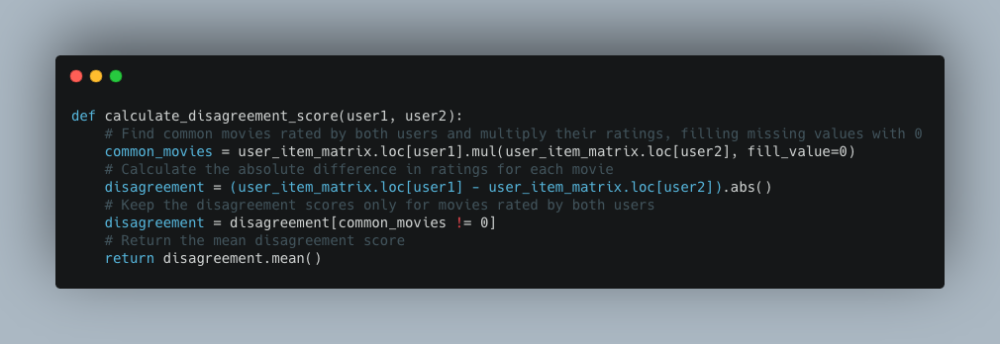 def calculate_disagreement_score(user1, user2):
    # Find common movies rated by both users and multiply their ratings, filling missing values with 0
    common_movies = user_item_matrix.loc[user1].mul(user_item_matrix.loc[user2], fill_value=0)
    # Calculate the absolute difference in ratings for each movie
    disagreement = (user_item_matrix.loc[user1] - user_item_matrix.loc[user2]).abs()
    # Keep the disagreement scores only for movies rated by both users
    disagreement = disagreement[common_movies != 0]
    # Return the mean disagreement score
    return disagreement.mean()